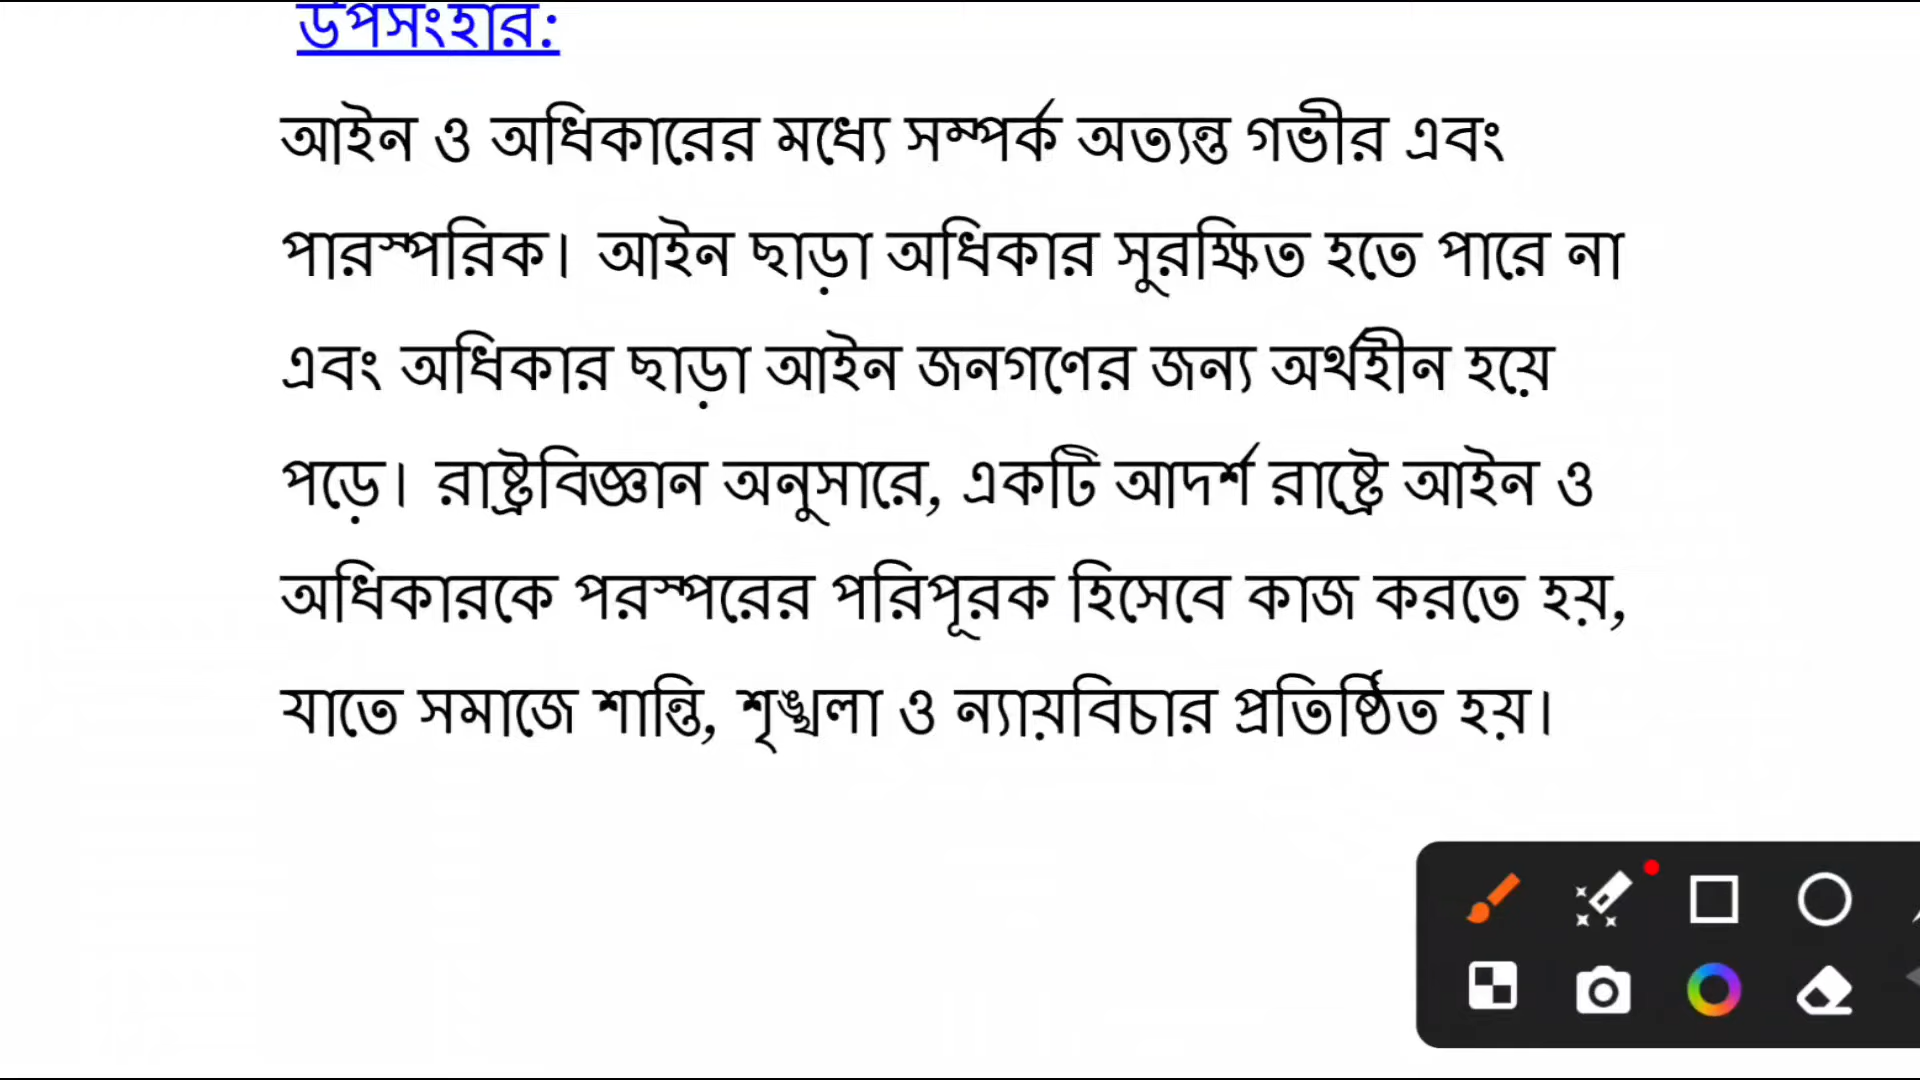 উপসংহার:
আইন ও অধিকারের মধ্যে সম্পর্ক অত্যন্ত গভীর এবং
পারস্পরিক। আইন ছাড়া অধিকার সুরক্ষিত হতে পারে না
এবং অধিকার ছাড়া আইন জনগণের জন্য অর্থহীন হয়ে
পড়ে। রাষ্ট্রবিজ্ঞান অনুসারে, একটি আদর্শ রাষ্ট্রে আইন ও
অধিকারকে পরস্পরের পরিপূরক হিসেবে কাজ করতে হয়,
যাতে সমাজে শান্তি, শৃঙ্খলা ও ন্যায়বিচার প্রতিষ্ঠিত হয়।